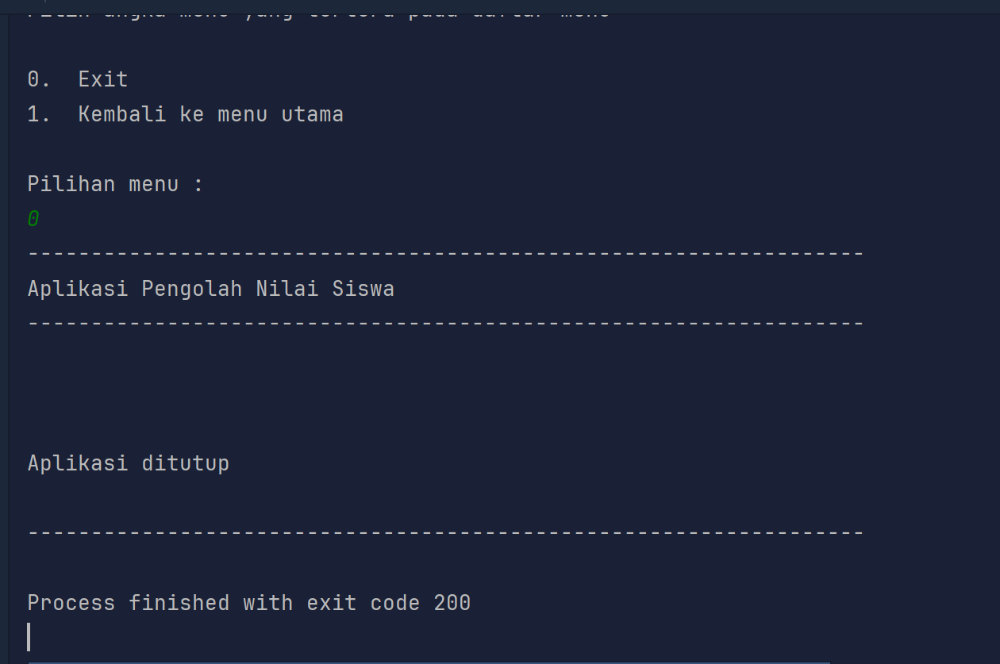 Pilih angka menu yang tertera pada daftar menu
0.  Exit
1.  Kembali ke menu utama
Pilihan menu :
0
------------------------------------------------------------------
Aplikasi Pengolah Nilai Siswa
------------------------------------------------------------------
Aplikasi ditutup
------------------------------------------------------------------
Process finished with exit code 200